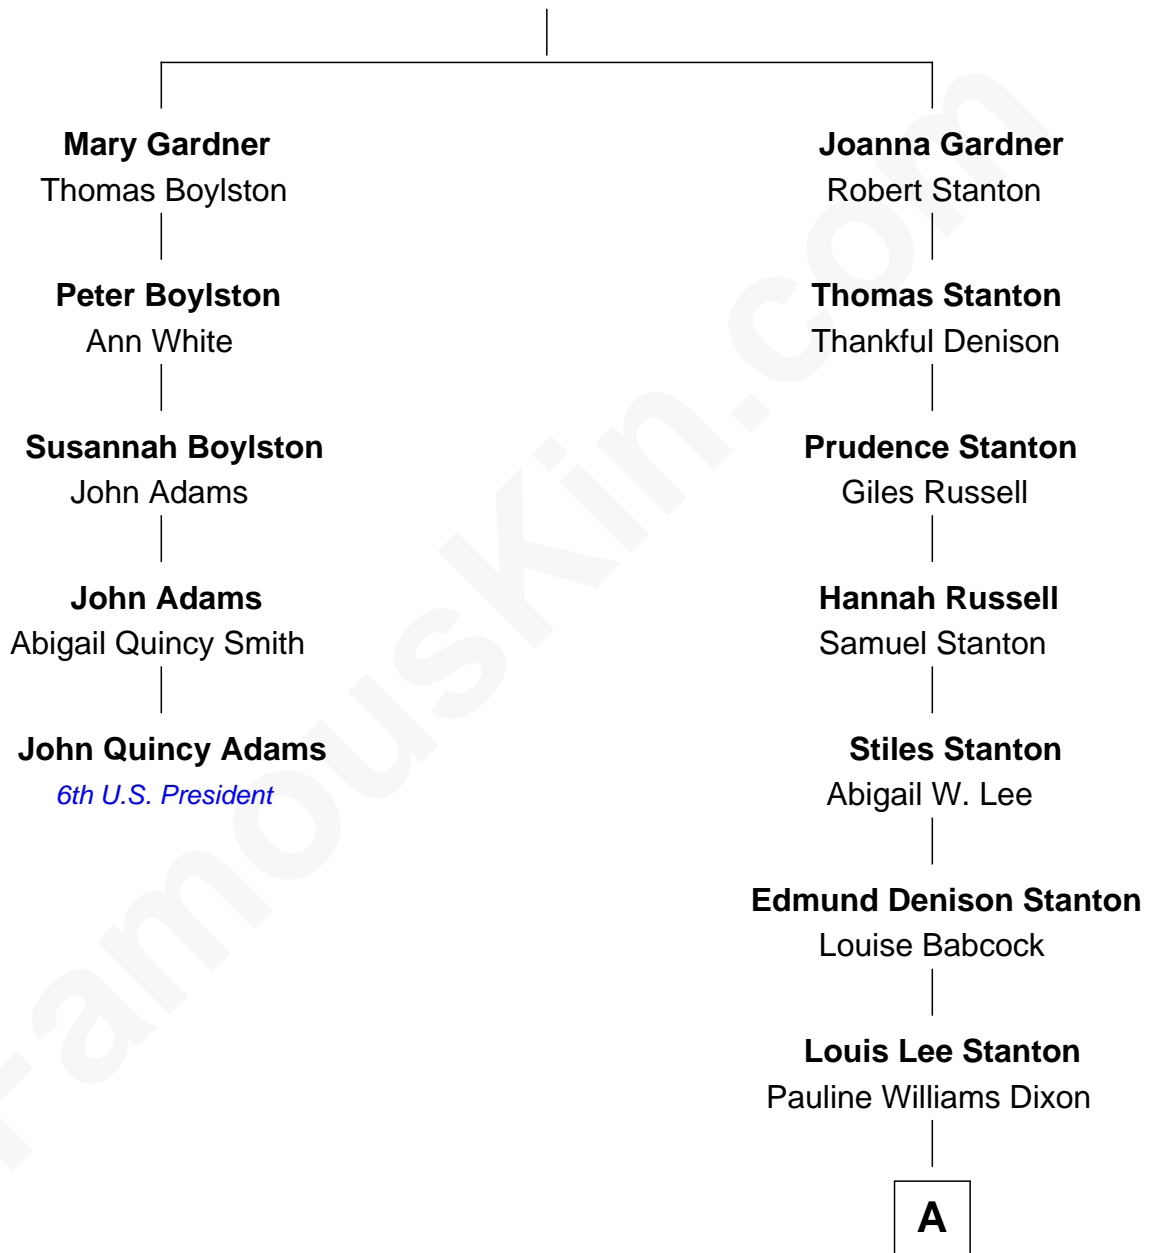 Mary Gardner
Thomas Boylston
Peter Boylston
Ann White
Susannah Boylston
John Adams
John Adams
Abigail Quincy Smith
John Quincy Adams
6th U.S. President
Joanna Gardner
Robert Stanton
Thomas Stanton
Thankful Denison
Prudence Stanton
Giles Russell
Hannah Russell
Samuel Stanton
Stiles Stanton
Abigail W. Lee
Edmund Denison Stanton
Louise Babcock
Louis Lee Stanton
Pauline Williams Dixon
A
FamousKin.com